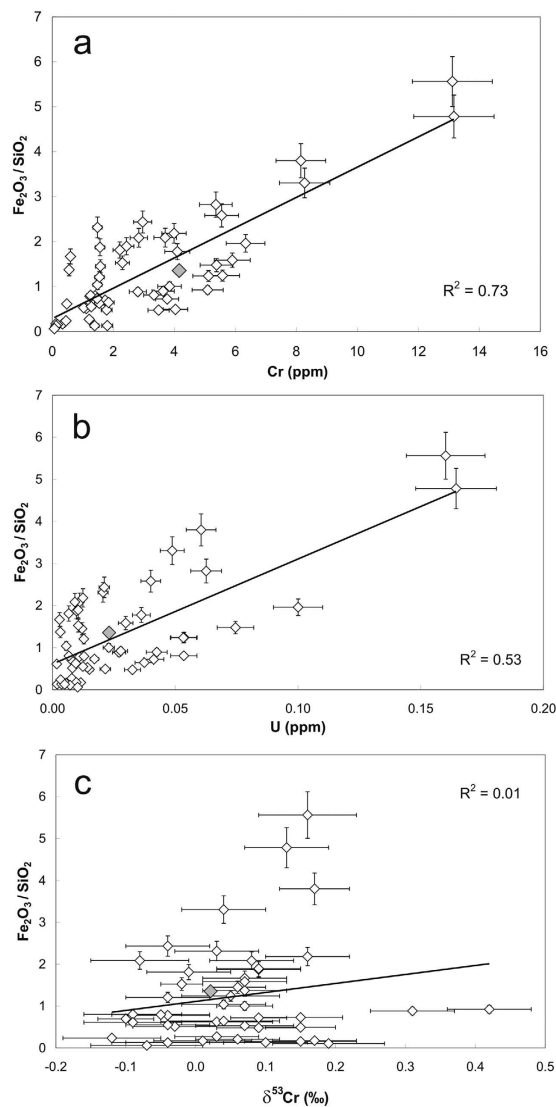 a
7
6
5
4
3
2
1
0
Fe₂O₃ / SiO₂
R² = 0.73
0 2 4 6 8 10 12 14 16
Cr (ppm)
b
7
6
5
4
3
2
1
0
Fe₂O₃ / SiO₂
R² = 0.53
0.00 0.05 0.10 0.15 0.20
U (ppm)
c
7
6
5
4
3
2
1
0
Fe₂O₃ / SiO₂
R² = 0.01
-0.2 -0.1 0.0 0.1 0.2 0.3 0.4 0.5
δ⁵³Cr (‰)